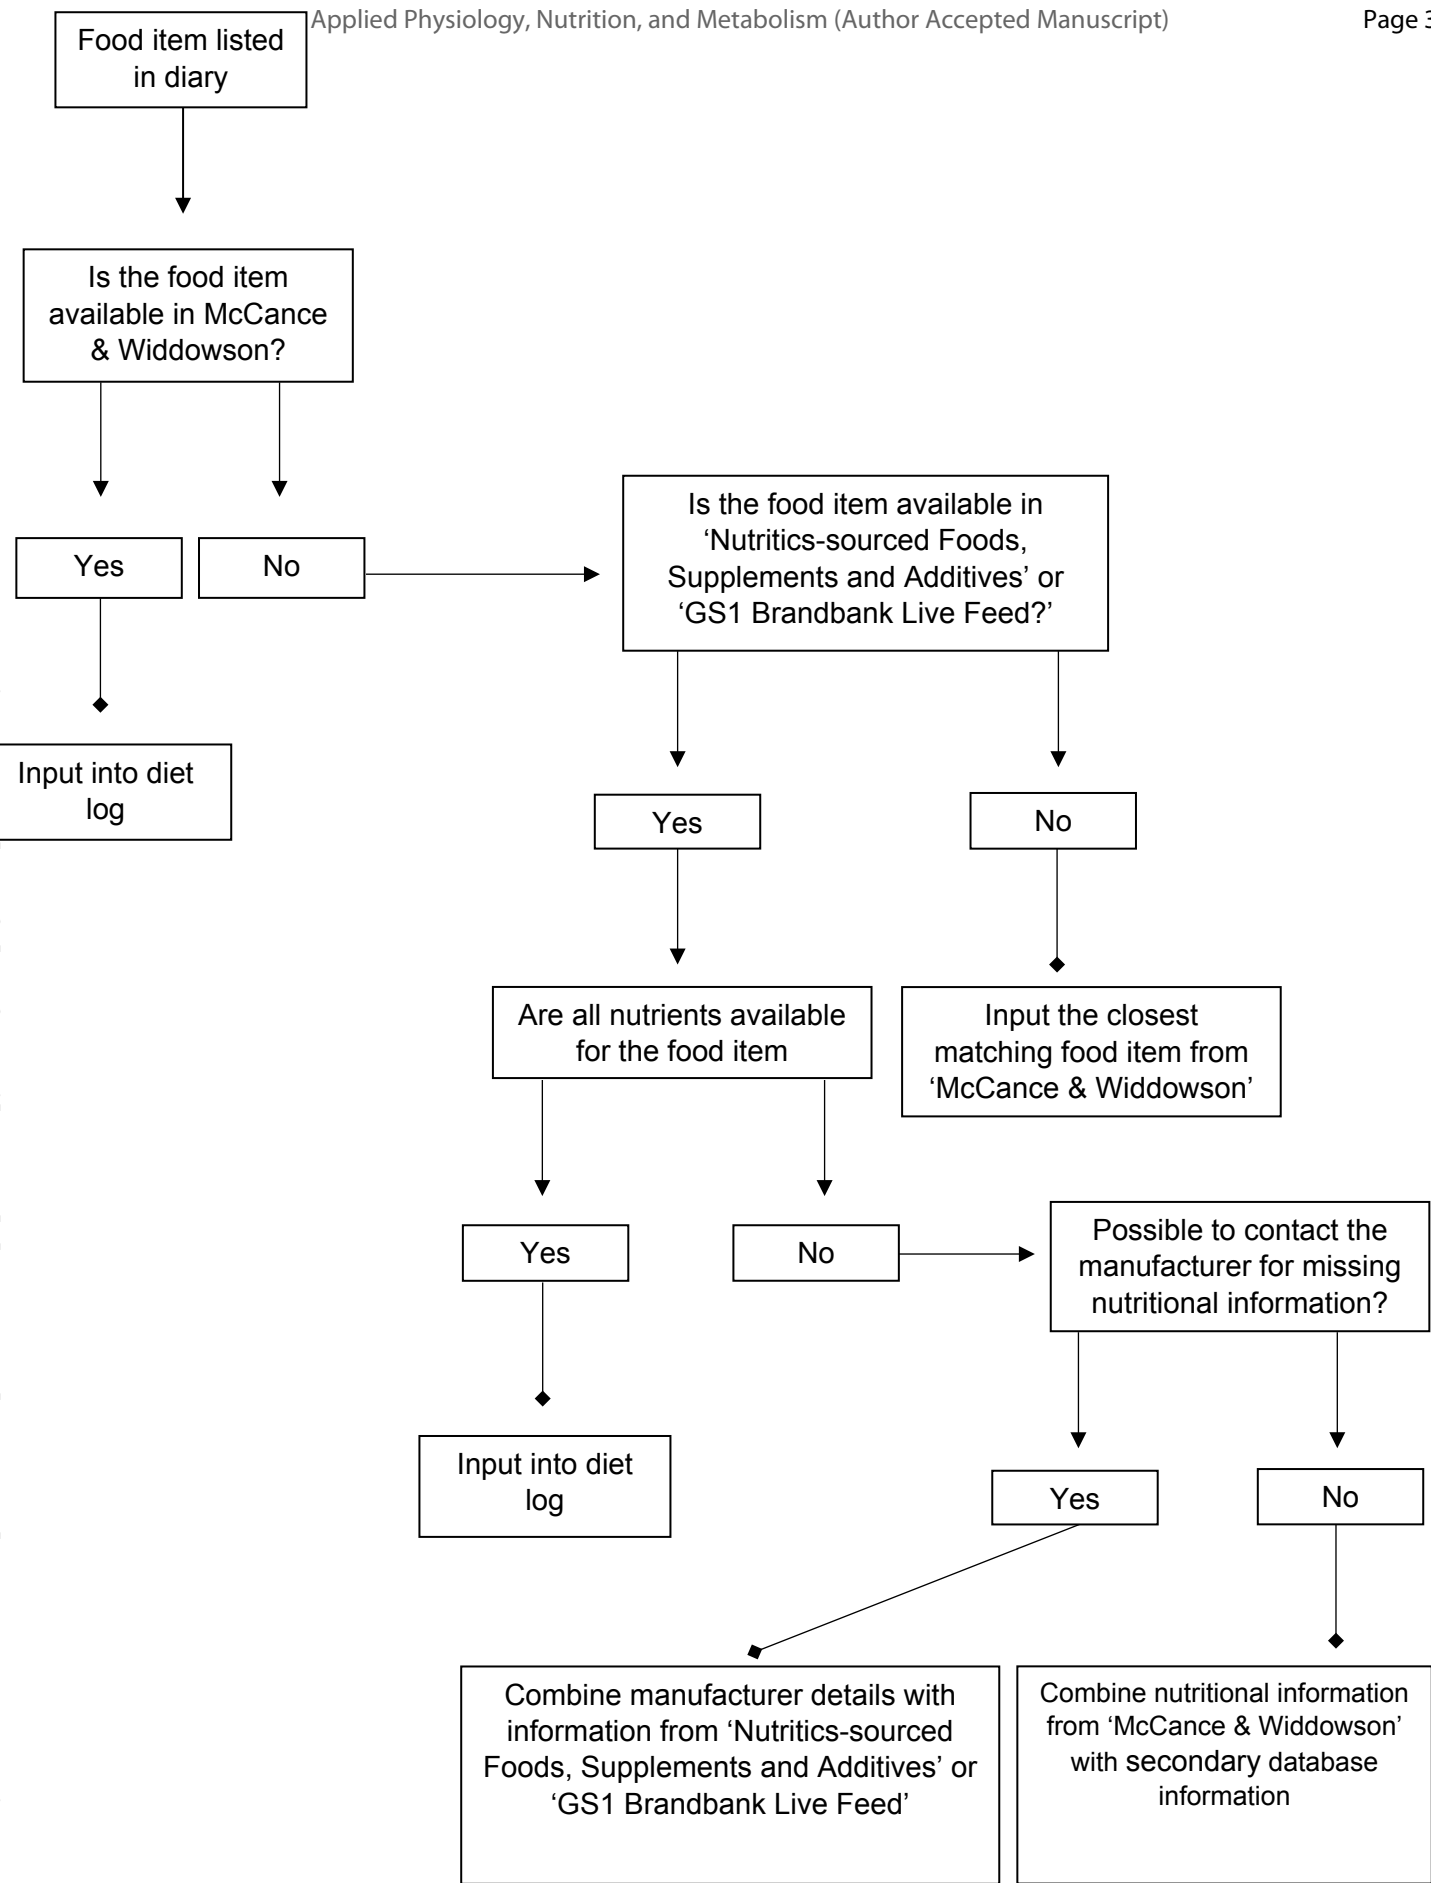 Applied Physiology, Nutrition, and Metabolism (Author Accepted Manuscript)
Page 3
Food item listed
in diary
Is the food item
available in McCance
& Widdowson?
Yes
No
Is the food item available in
‘Nutritics-sourced Foods,
Supplements and Additives’ or
‘GS1 Brandbank Live Feed?’
Input into diet
log
Yes
No
Are all nutrients available
for the food item
Input the closest
matching food item from
‘McCance & Widdowson’
Yes
No
Possible to contact the
manufacturer for missing
nutritional information?
Input into diet
log
Yes
No
Combine manufacturer details with
information from ‘Nutritics-sourced
Foods, Supplements and Additives’ or
‘GS1 Brandbank Live Feed’
Combine nutritional information
from ‘McCance & Widdowson’
with secondary database
information